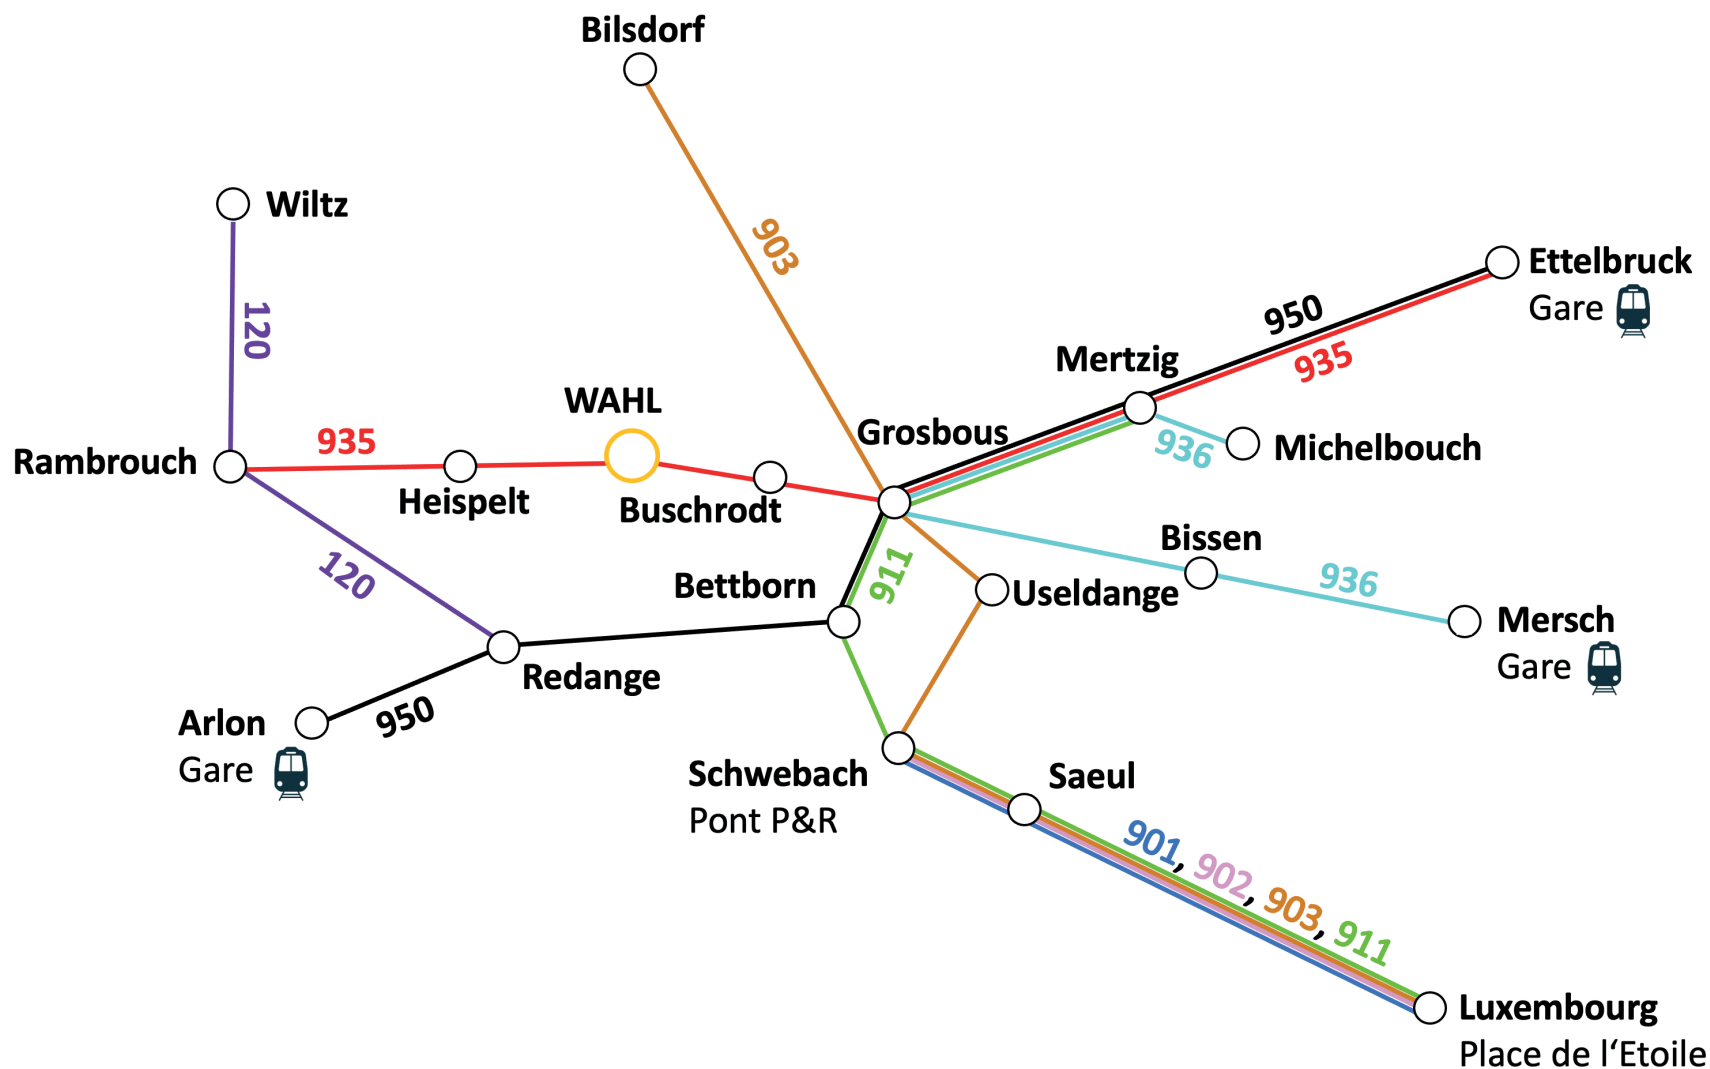 Bilsdorf
Wiltz
903
120
Ettelbruck
Gare
950
935
Mertzig
WAHL
935
Grosbous
936
Michelbouch
Rambrouch
Heispelt
Buschrodt
Bissen
911
120
Bettborn
Useldange
936
Mersch
Gare
Redange
Arlon
Gare
950
Schwebach
Pont P&R
Saeul
901, 902, 903, 911
Luxembourg
Place de l‘Etoile